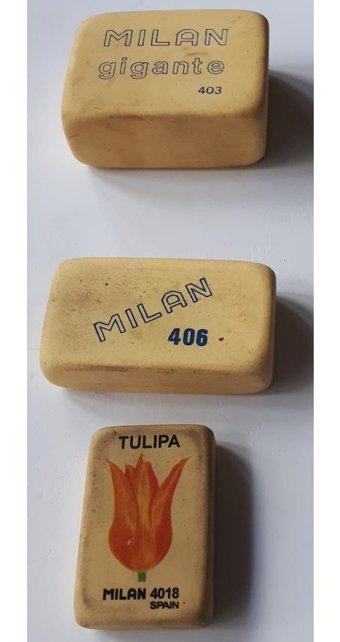 MILAN
gigante
403
MILAN
406
TULIPA
MILAN 4018
SPAIN